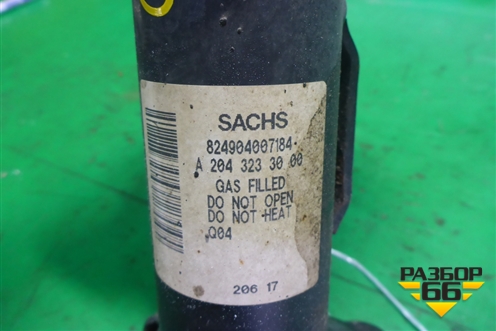 SACHS
824904007184
A 204 323 30 00
GAS FILLED
DO NOT OPEN
DO NOT HEAT
Q04
206 17
РАЗБОР
66